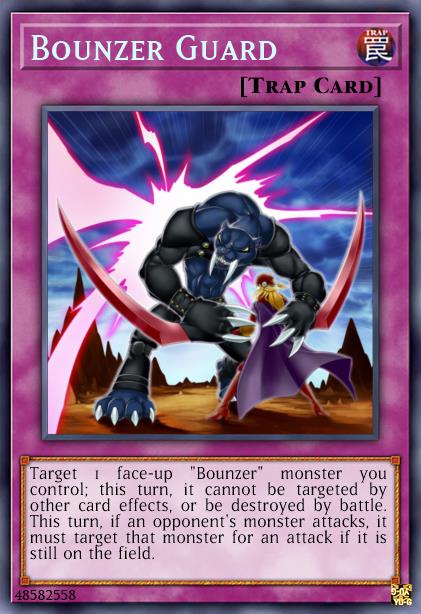 Bounzer Guard
TRAP
罠
[Trap Card]
Target 1 face-up "Bounzer" monster you
control; this turn, it cannot be targeted by
other card effects, or be destroyed by battle.
This turn, if an opponent's monster attacks, it
must target that monster for an attack if it is
still on the field.
48582558